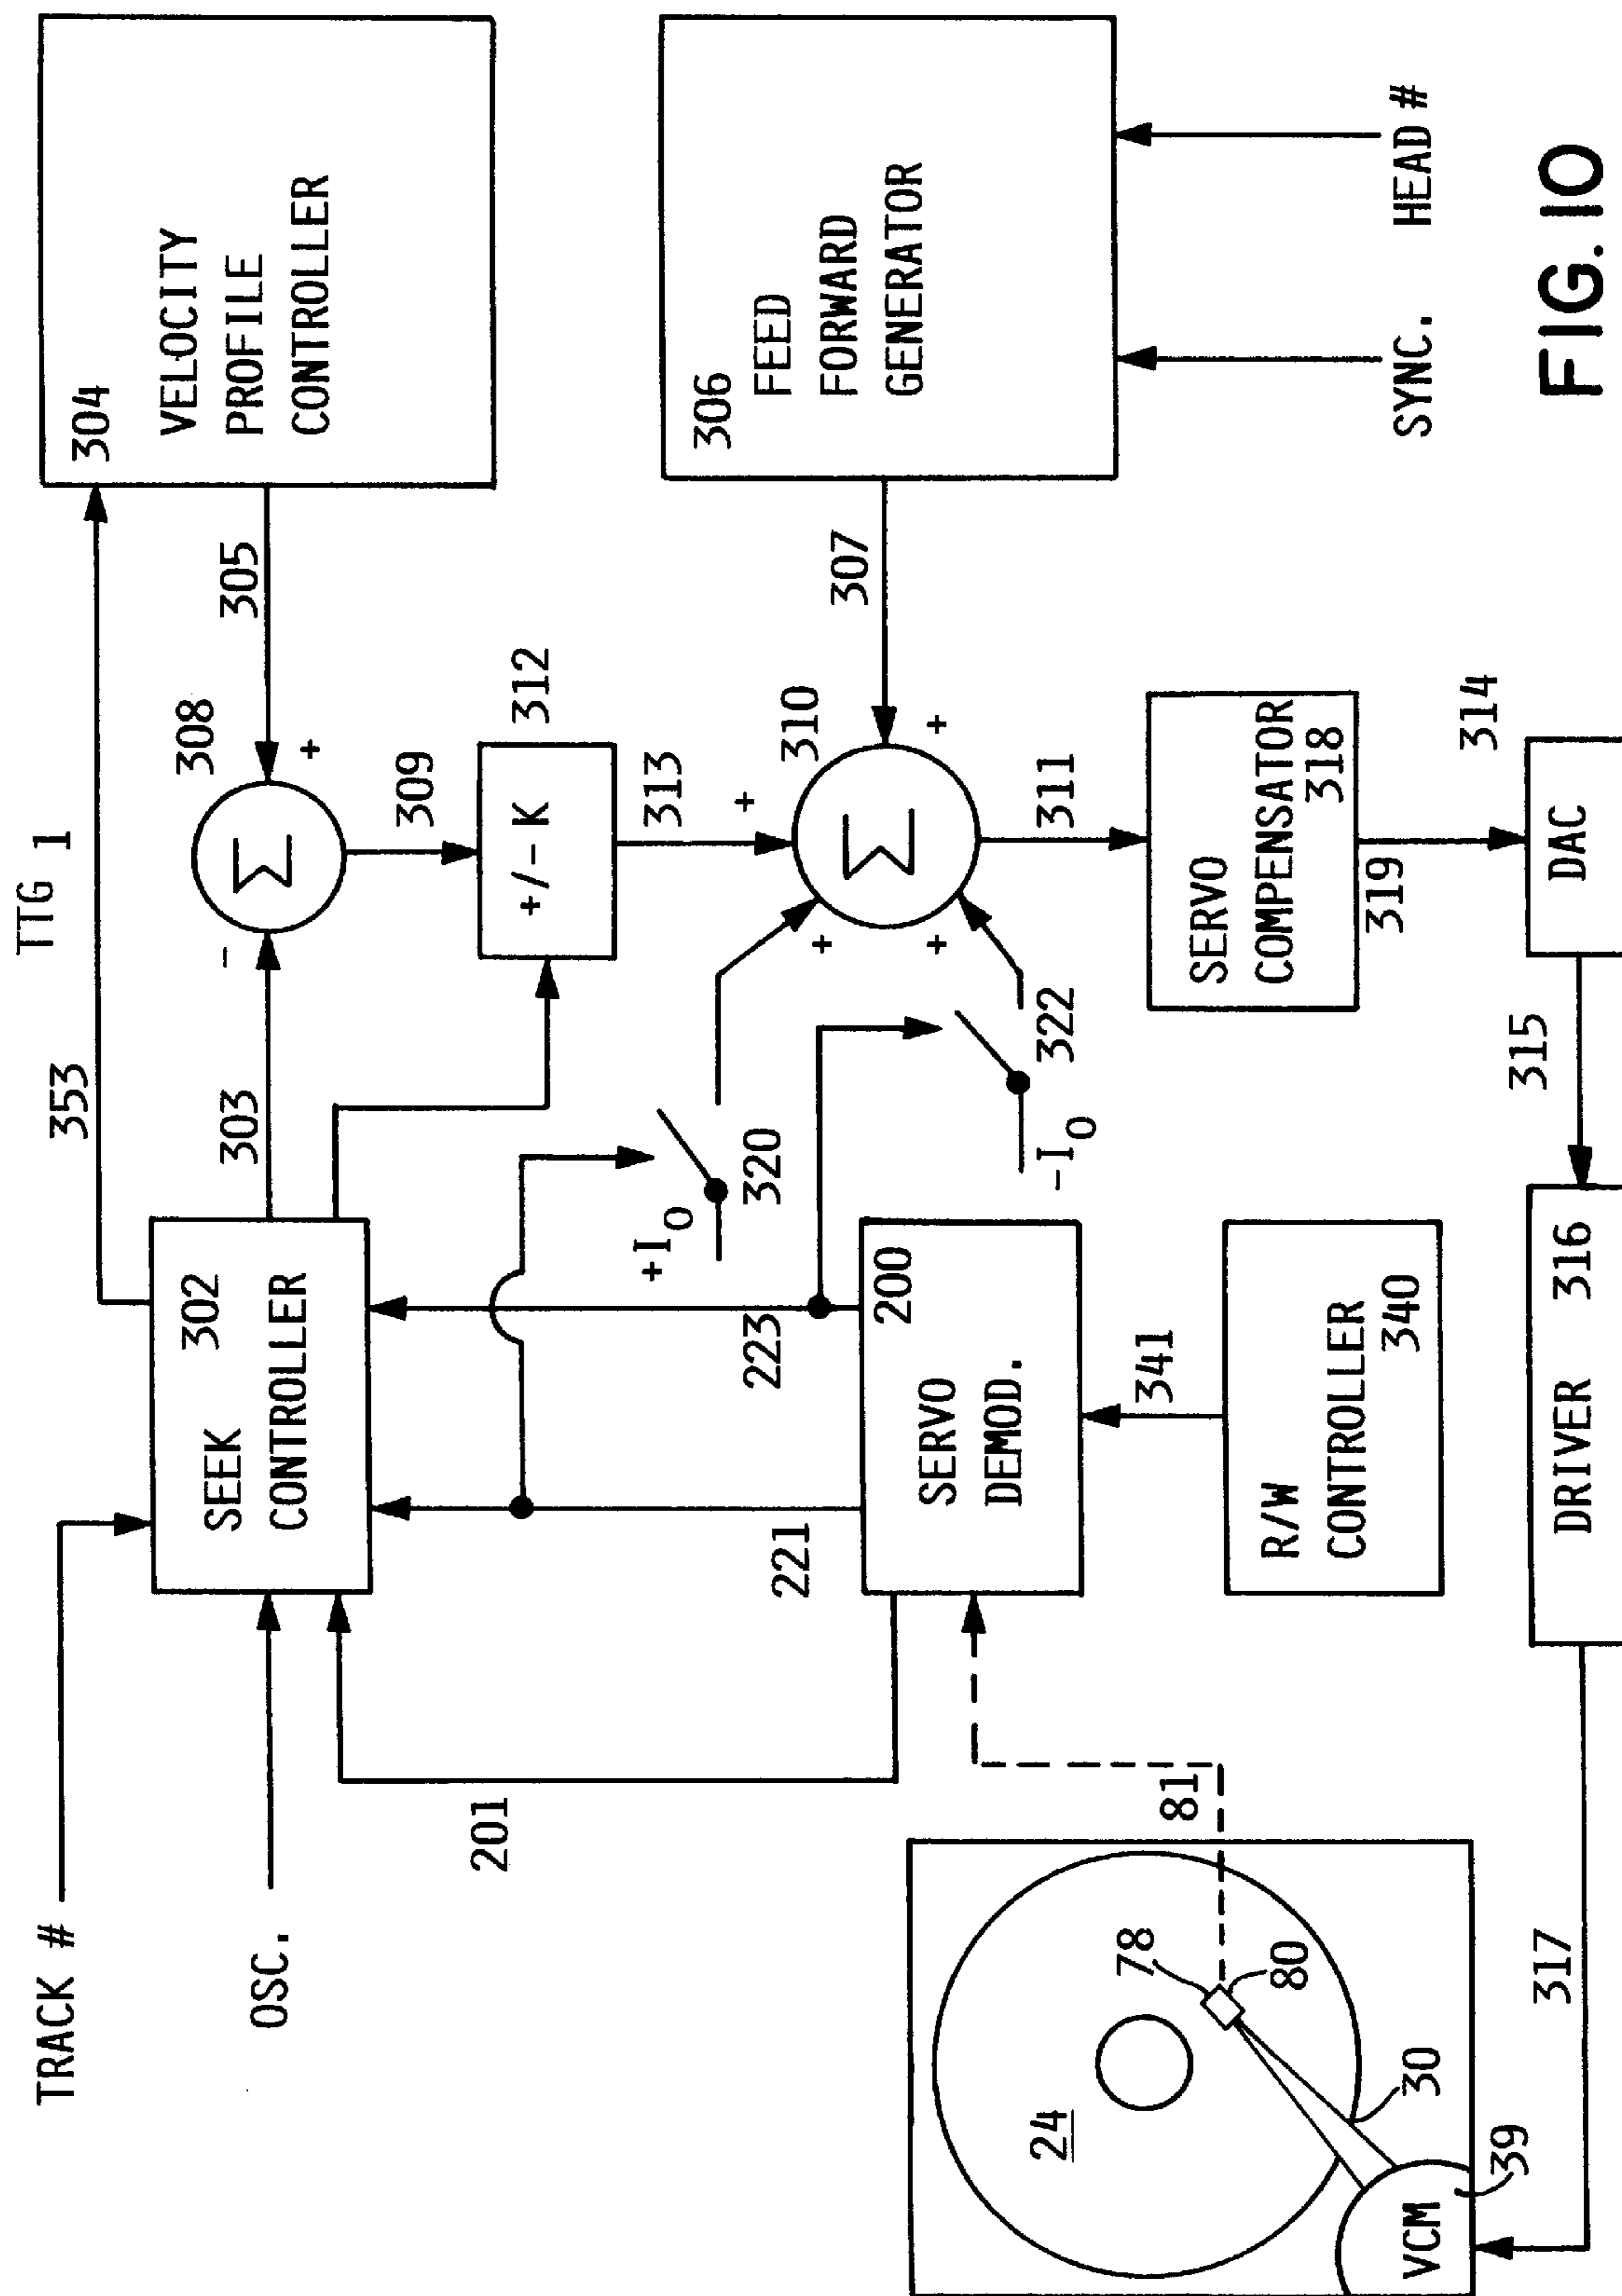 TRACK #
OSC.
353
TTG 1
304
VELOCITY
PROFILE
CONTROLLER
302
SEEK
CONTROLLER
303
-
308
Σ
+
305
309
+/- K
312
313
201
221
223
+I0
320
-I0
322
+
+
+
+
310
Σ
307
306
FEED
FORWARD
GENERATOR
SYNC.
HEAD #
200
SERVO
DEMOD.
341
R/W
CONTROLLER
340
311
SERVO
COMPENSATOR
318
319
314
DAC
315
DRIVER 316
317
81
78
80
24
30
39
VCM
FIG. 10